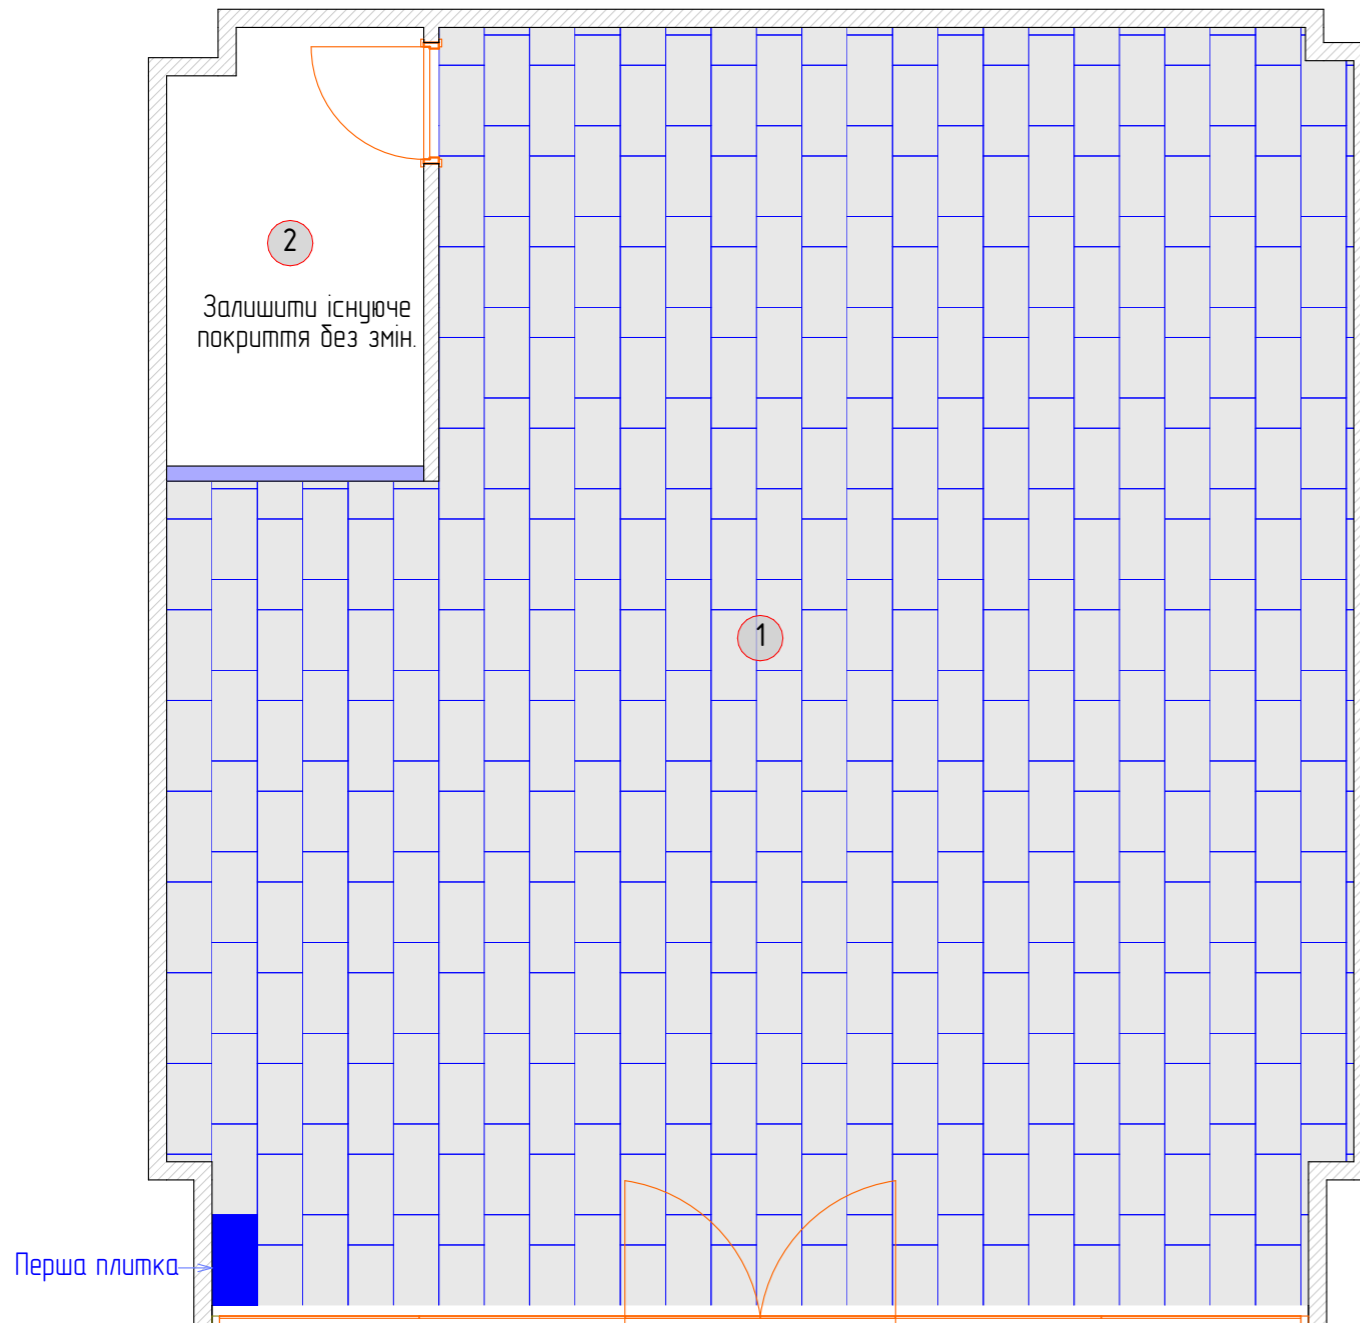 2
Залишити існуюче
покриття без змін.
1
Перша плитка